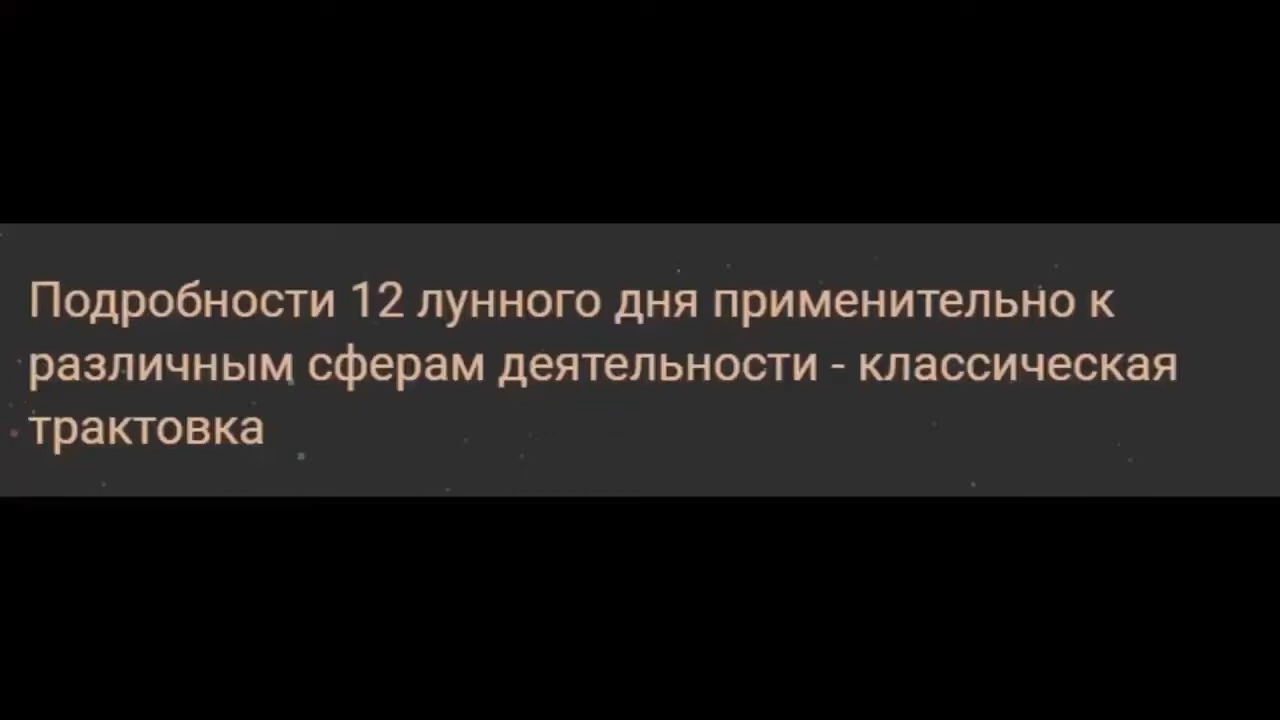 Подробности 12 лунного дня применительно к
различным сферам деятельности - классическая
трактовка